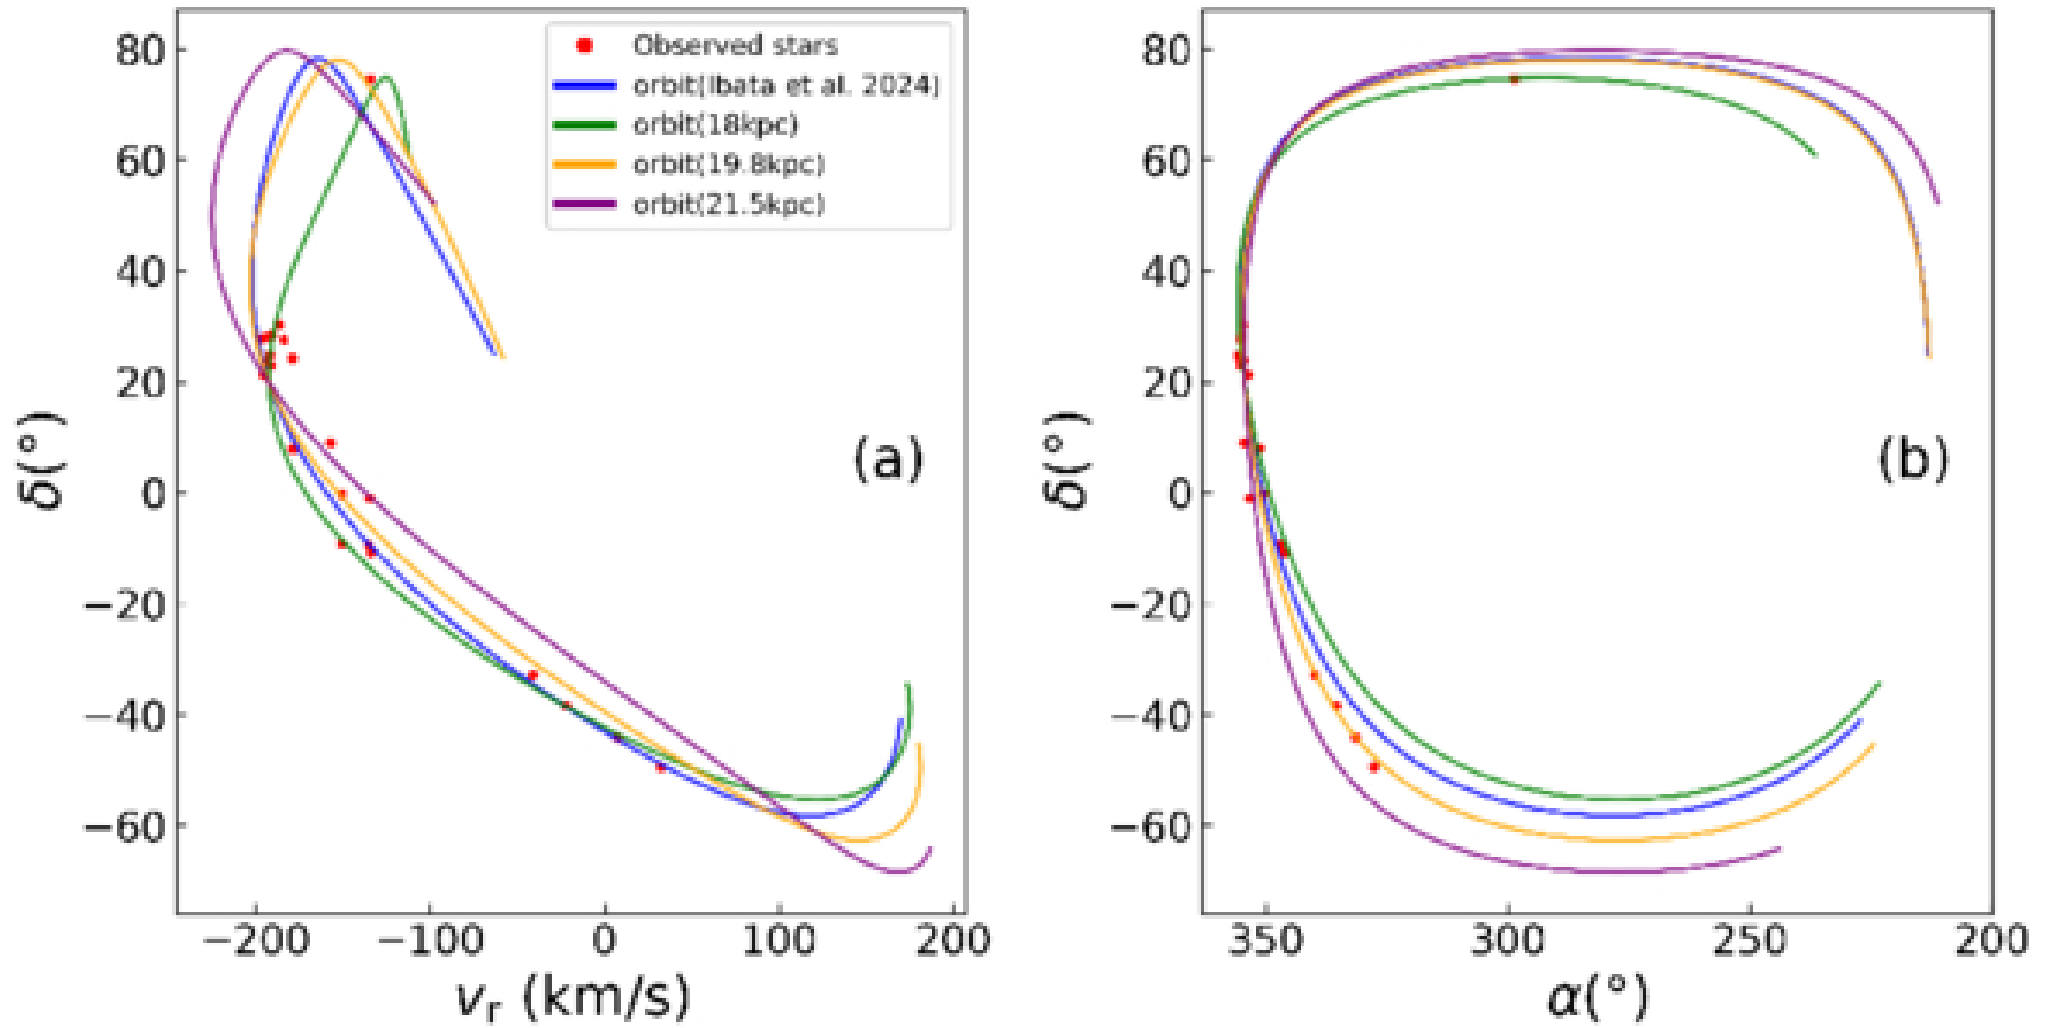 80
60
40
20
0
−20
−40
−60
δ(°)
Observed stars
orbit(Ibata et al. 2024)
orbit(18kpc)
orbit(19.8kpc)
orbit(21.5kpc)
(a)
−200 −100 0 100 200
vr (km/s)
80
60
40
20
0
−20
−40
−60
δ(°)
(b)
350 300 250 200
α(°)